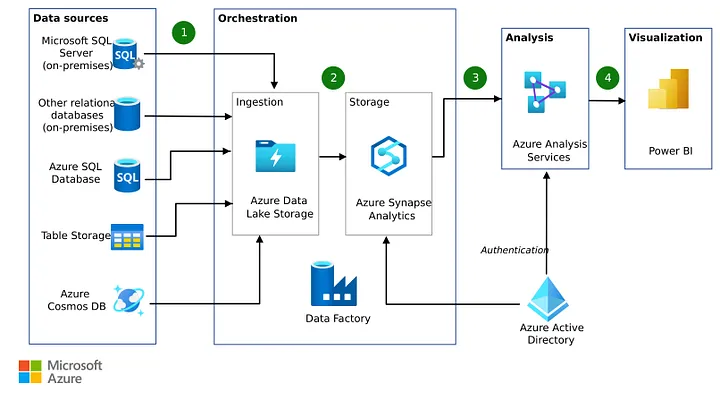 Data sources
Microsoft SQL
Server
(on-premises)
SQL
Other relationa
databases
(on-premises)
Azure SQL
Database
SQL
Table Storage
Azure
Cosmos DB
1
Orchestration
2
Ingestion
Azure Data
Lake Storage
Storage
Azure Synapse
Analytics
Data Factory
3
Analysis
Azure Analysis
Services
4
Visualization
Power BI
Authentication
Azure Active
Directory
Microsoft
Azure